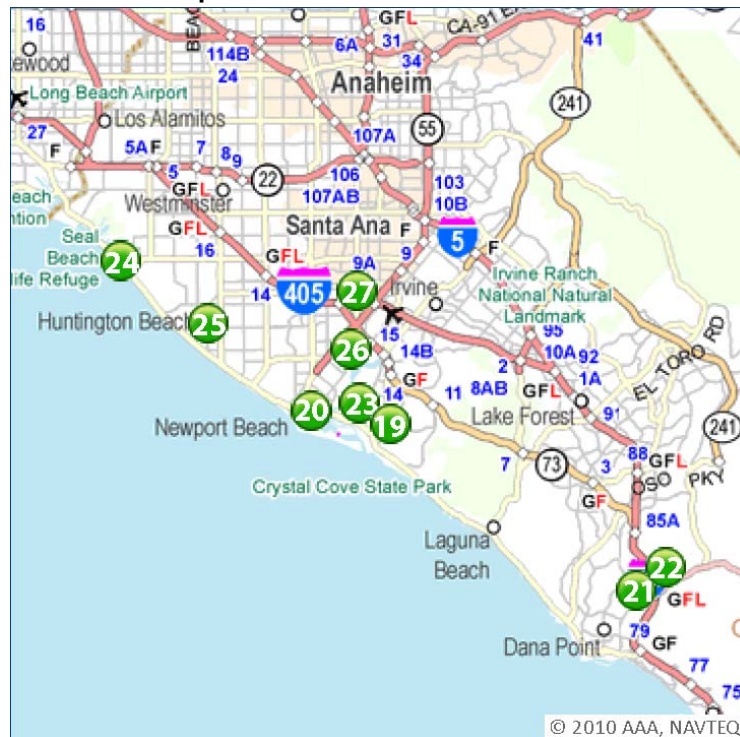 16
BEAC
GFL
CA-91 E
6A
31
34
41
114B
24
ewood
Anaheim
Long Beach Airport
241
Los Alamitos
55
27
107A
F
5A F
7
8
9
5
22
106
103
GFL
107AB
10B
Westminster
each
ntion
Santa Ana
F
5
GFL
16
GFL
9
F
Seal
Beach
life Refuge
24
9A
14
405
27
Irvine
Irvine Ranch
National Natural
Landmark
Huntington Beach
25
15
95
26
14B
2
10A
92
1A
EL TORO RD
GF
8AB
GFL
14
11
91
20
23
19
Lake Forest
241
Newport Beach
7
73
3
88
GFL
OSO PKY
Crystal Cove State Park
GF
85A
Laguna
Beach
22
21
GFL
79
GF
Dana Point
77
75
© 2010 AAA, NAVTEQ